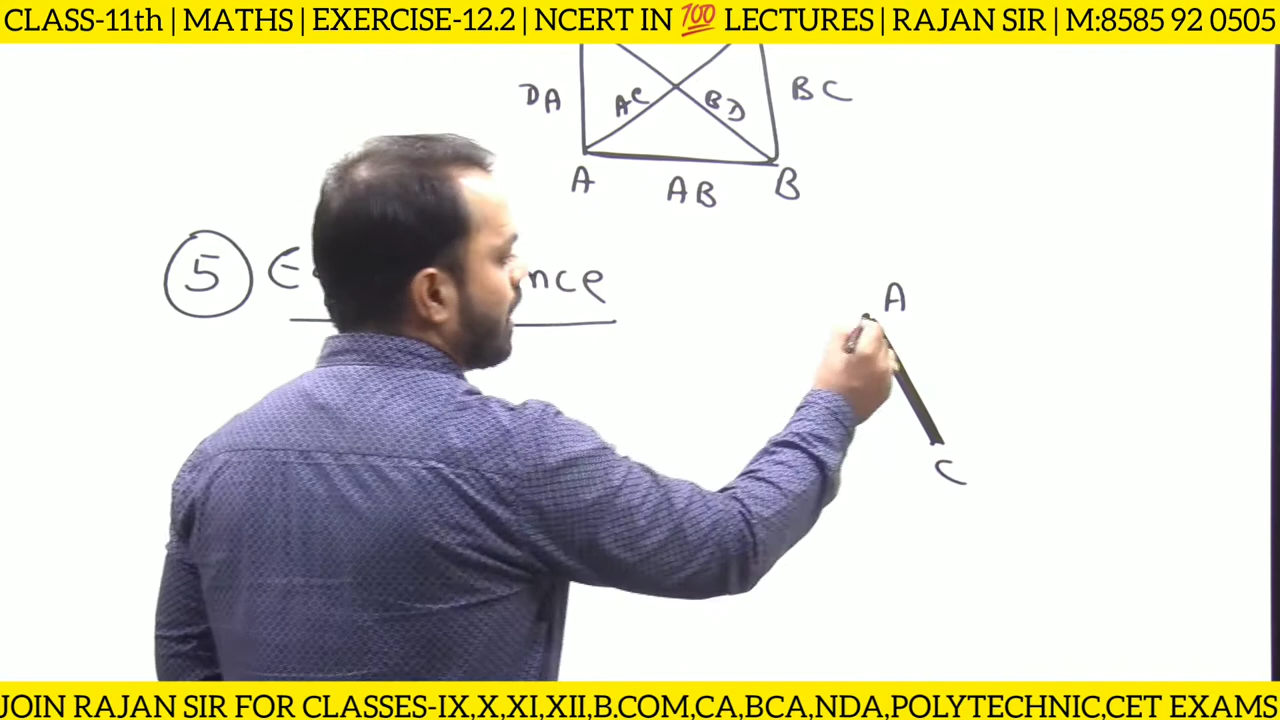 CLASS-11th | MATHS | EXERCISE-12.2 | NCERT IN 💯 LECTURES | RAJAN SIR | M:8585 92 0505
DA AC BD BC
A AB B
5
A
C
JOIN RAJAN SIR FOR CLASSES-IX,X,XI,XII,B.COM,CA,BCA,NDA,POLYTECHNIC,CET EXAMS